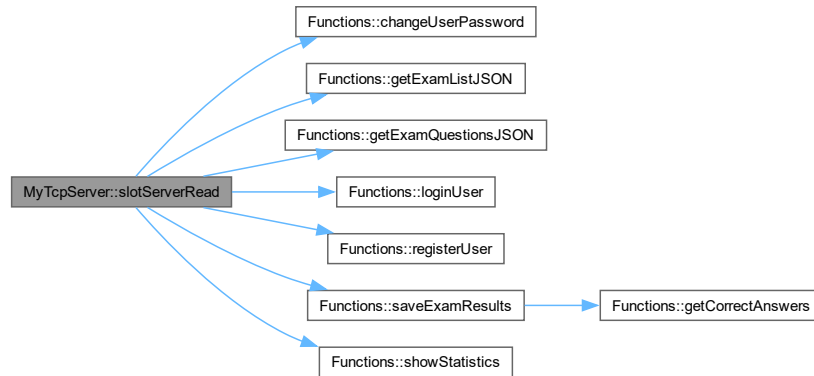 Functions::changeUserPassword
Functions::getExamListJSON
Functions::getExamQuestionsJSON
MyTcpServer::slotServerRead
Functions::loginUser
Functions::registerUser
Functions::saveExamResults
Functions::getCorrectAnswers
Functions::showStatistics